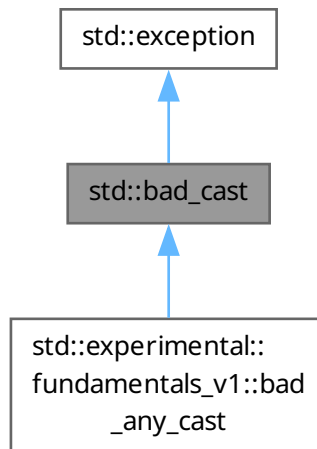 std::exception
std::bad_cast
std::experimental::
fundamentals_v1::bad
_any_cast